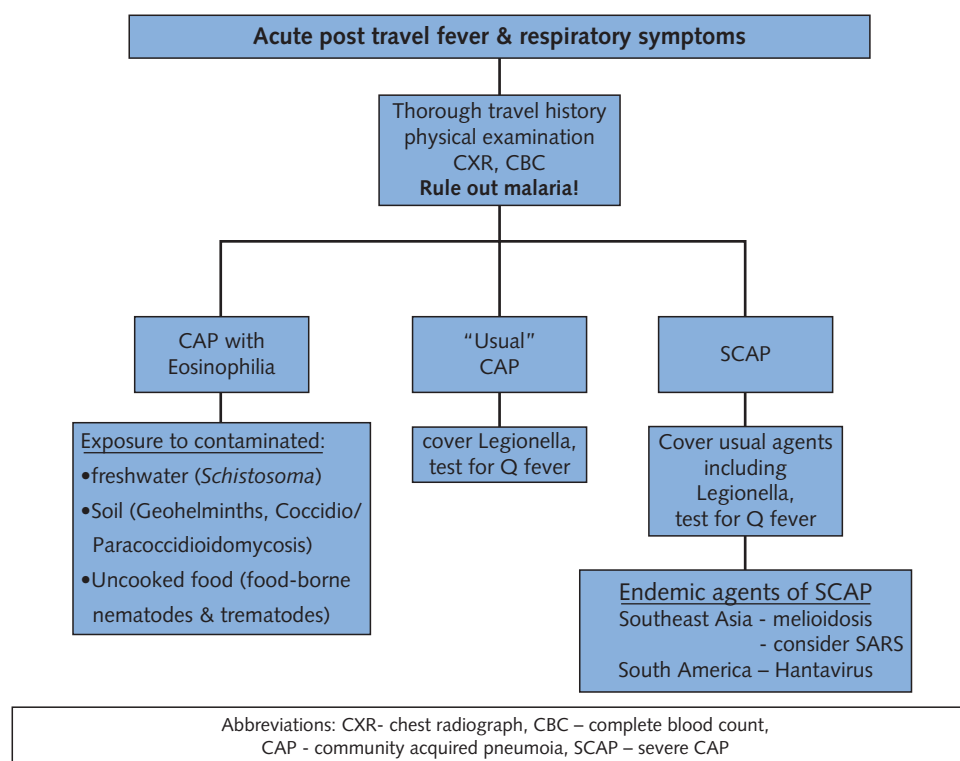 Acute post travel fever & respiratory symptoms
Thorough travel history
physical examination
CXR, CBC
Rule out malaria!
CAP with
Eosinophilia
“Usual”
CAP
SCAP
Exposure to contaminated:
•freshwater (Schistosoma)
•Soil (Geohelminths, Coccidio/
Paracoccidioidomycosis)
•Uncooked food (food-borne
nematodes & trematodes)
cover Legionella,
test for Q fever
Cover usual agents
including
Legionella,
test for Q fever
Endemic agents of SCAP
Southeast Asia - melioidosis
- consider SARS
South America – Hantavirus
Abbreviations: CXR- chest radiograph, CBC – complete blood count,
CAP - community acquired pneumoia, SCAP – severe CAP